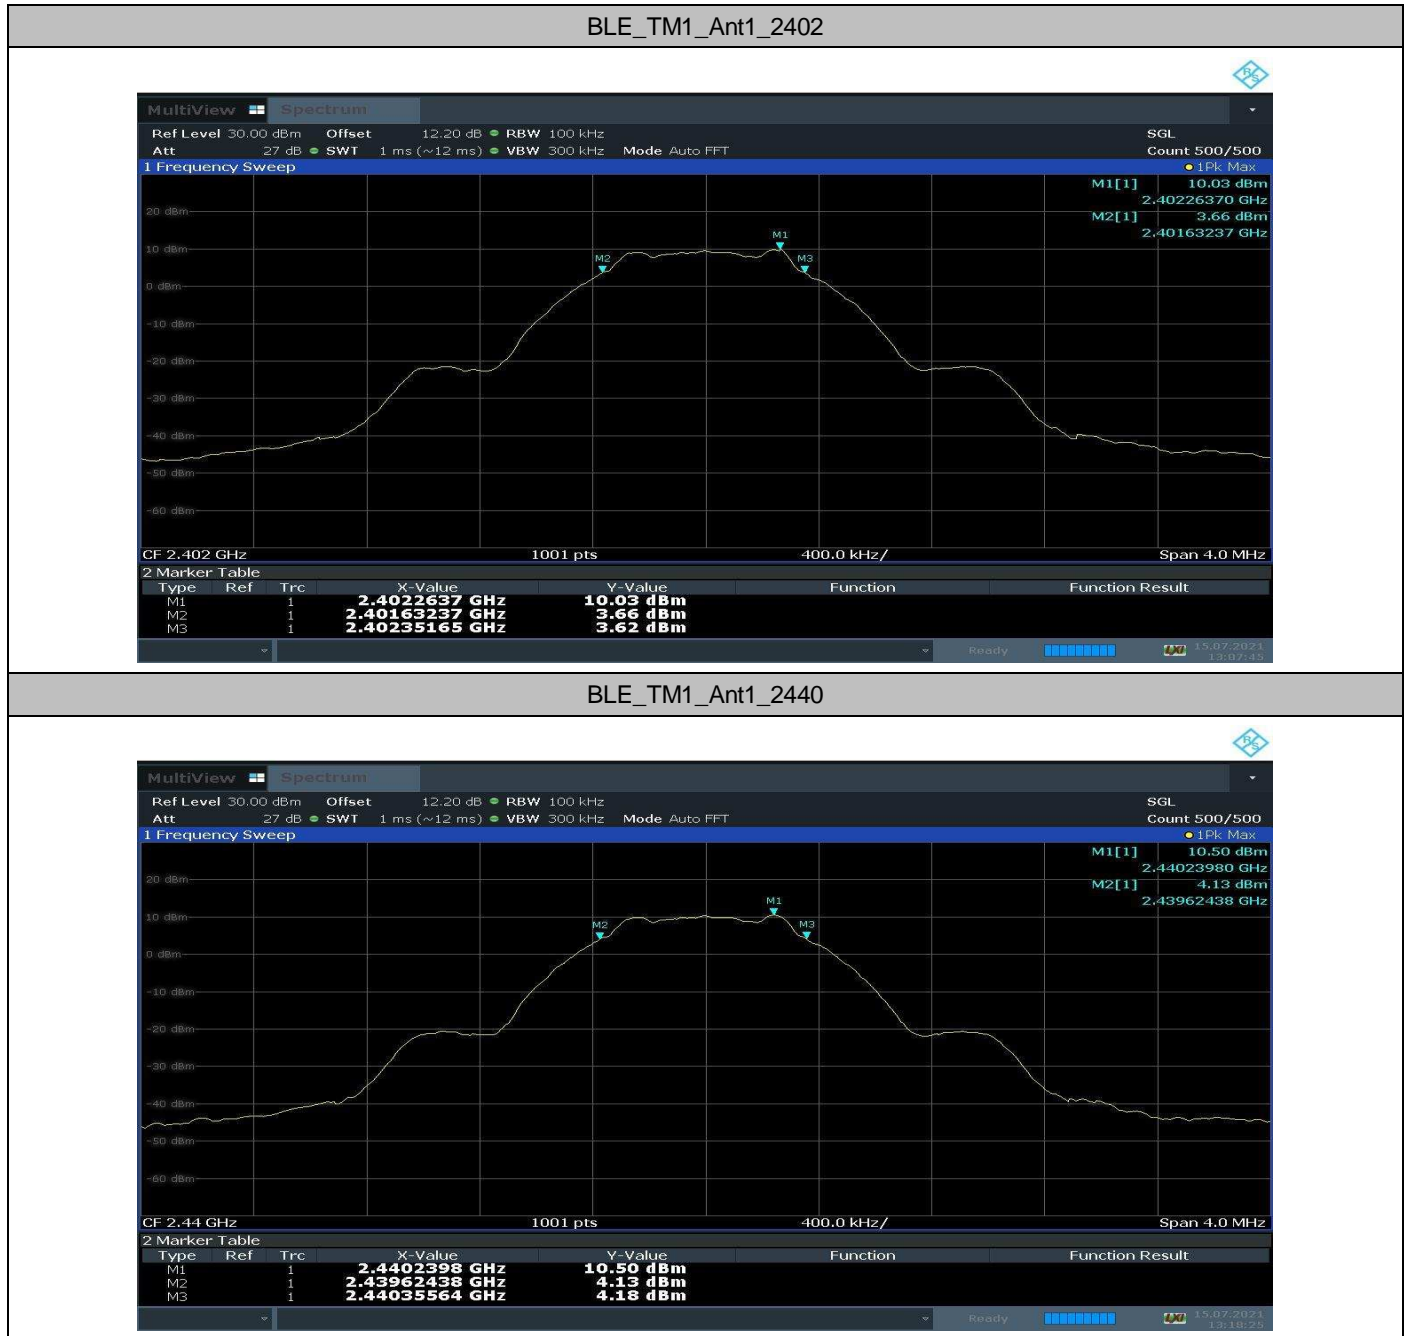 BLE_TM1_Ant1_2402
R&S
MultiView Spectrum
Ref Level 30.00 dBm Offset 12.20 dB RBW 100 kHz SGL
Att 27 dB SWT 1 ms (~12 ms) VBW 300 kHz Mode Auto FFT Count 500/500
1 Frequency Sweep 1Pk Max
M1[1] 10.03 dBm
2.40226370 GHz
20 dBm
M2[1] 3.66 dBm
2.40163237 GHz
M1
10 dBm
M2 M3
0 dBm
-10 dBm
-20 dBm
-30 dBm
-40 dBm
-50 dBm
-60 dBm
CF 2.402 GHz 1001 pts 400.0 kHz/ Span 4.0 MHz
2 Marker Table
Type Ref Trc X-Value Y-Value Function Function Result
M1 1 2.4022637 GHz 10.03 dBm
M2 1 2.40163237 GHz 3.66 dBm
M3 1 2.40235165 GHz 3.62 dBm
Ready 15.07.2021
13:07:45
BLE_TM1_Ant1_2440
R&S
MultiView Spectrum
Ref Level 30.00 dBm Offset 12.20 dB RBW 100 kHz SGL
Att 27 dB SWT 1 ms (~12 ms) VBW 300 kHz Mode Auto FFT Count 500/500
1 Frequency Sweep 1Pk Max
M1[1] 10.50 dBm
2.44023980 GHz
20 dBm
M2[1] 4.13 dBm
2.43962438 GHz
M1
10 dBm
M2 M3
0 dBm
-10 dBm
-20 dBm
-30 dBm
-40 dBm
-50 dBm
-60 dBm
CF 2.44 GHz 1001 pts 400.0 kHz/ Span 4.0 MHz
2 Marker Table
Type Ref Trc X-Value Y-Value Function Function Result
M1 1 2.4402398 GHz 10.50 dBm
M2 1 2.43962438 GHz 4.13 dBm
M3 1 2.44035564 GHz 4.18 dBm
Ready 15.07.2021
13:18:25